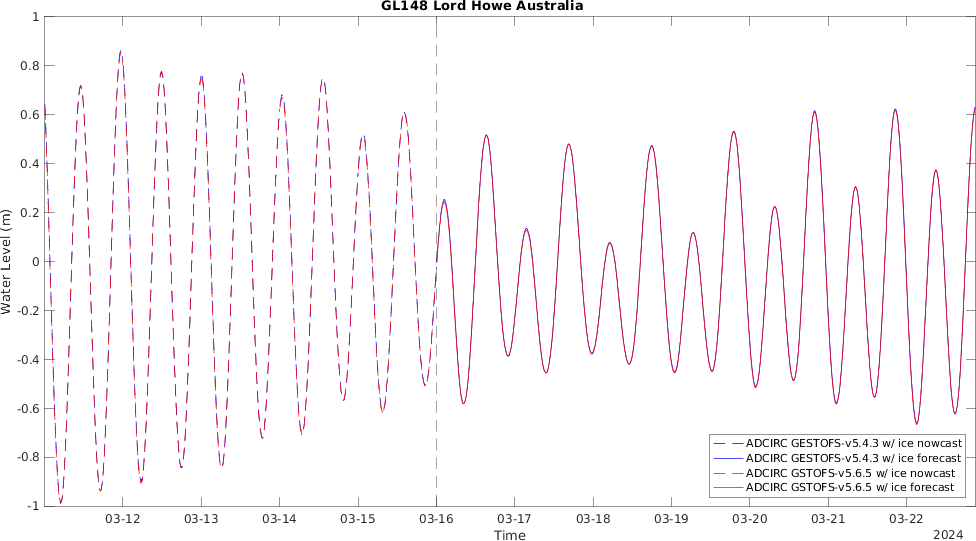 GL148 Lord Howe Australia
1
0.8
0.6
0.4
0.2
0
-0.2
-0.4
-0.6
-0.8
-1
Water Level (m)
03-12 03-13 03-14 03-15 03-16 03-17 03-18 03-19 03-20 03-21 03-22
Time
2024
ADCIRC GESTOFS-v5.4.3 w/ ice nowcast
ADCIRC GESTOFS-v5.4.3 w/ ice forecast
ADCIRC GSTOFS-v5.6.5 w/ ice nowcast
ADCIRC GSTOFS-v5.6.5 w/ ice forecast